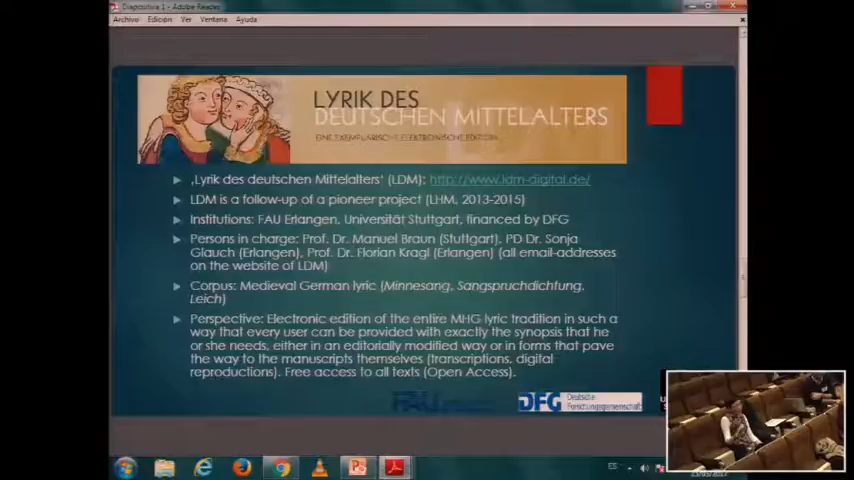 Diapositiva 1 - Adobe Reader
Archivo Edición Ver Ventana Ayuda
LYRIK DES
DEUTSCHEN MITTELALTERS
EINE EXEMPLARISCHE ELEKTRONISCHE EDITION
‚Lyrik des deutschen Mittelalters' (LDM): http://www.ldm-digital.de/
LDM is a follow-up of a pioneer project (LHM, 2013-2015)
Institutions: FAU Erlangen, Universität Stuttgart, financed by DFG
Persons in charge: Prof. Dr. Manuel Braun (Stuttgart), PD Dr. Sonja
Glauch (Erlangen), Prof. Dr. Florian Kragl (Erlangen) (all email-addresses
on the website of LDM)
Corpus: Medieval German lyric (Minnesang, Sangspruchdichtung,
Leich)
Perspective: Electronic edition of the entire MHG lyric tradition in such a
way that every user can be provided with exactly the synopsis that he
or she needs, either in an editorially modified way or in forms that pave
the way to the manuscripts themselves (transcriptions, digital
reproductions). Free access to all texts (Open Access).
FAU
DFG Deutsche
Forschungsgemeinschaft
ES